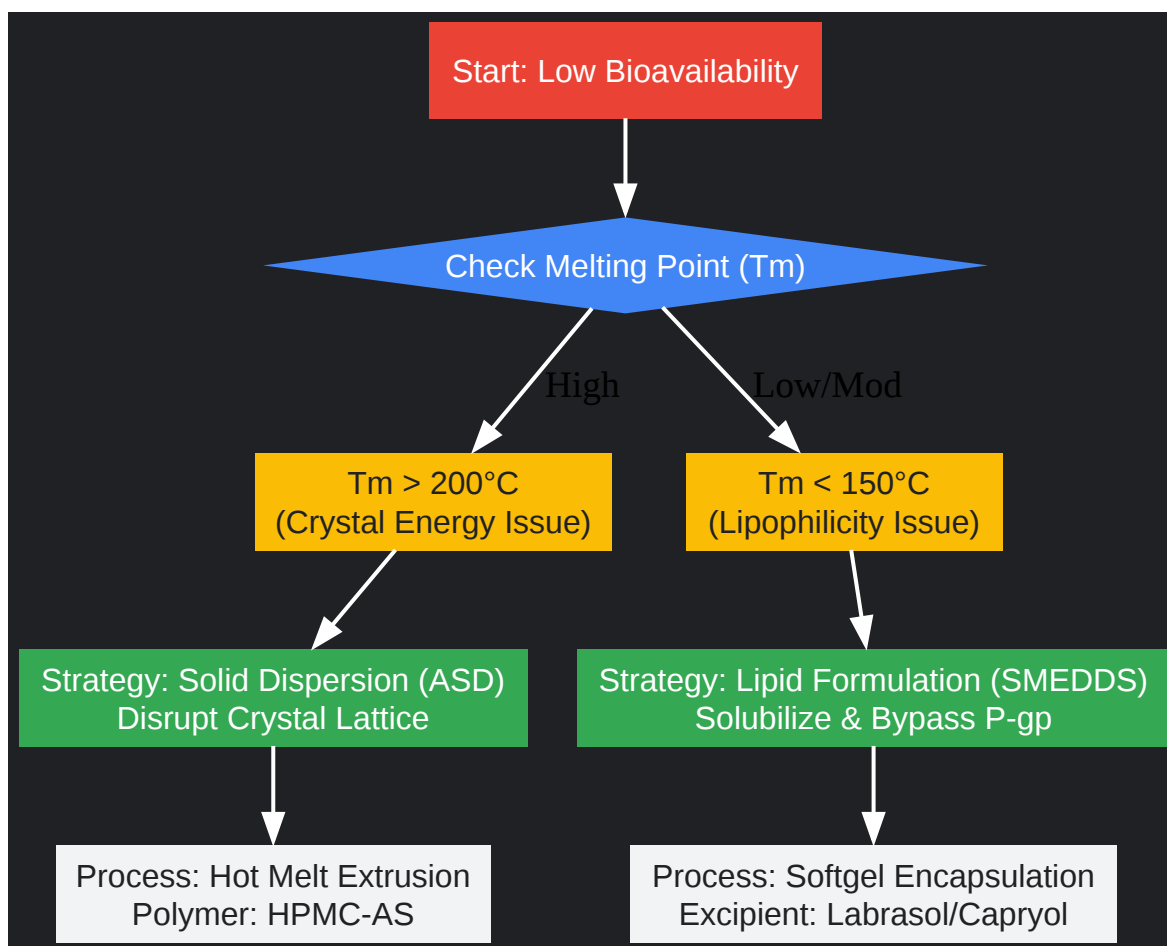 Start: Low Bioavailability
Check Melting Point (Tm)
High
Low/Mod
Tm > 200°C
(Crystal Energy Issue)
Tm < 150°C
(Lipophilicity Issue)
Strategy: Solid Dispersion (ASD)
Disrupt Crystal Lattice
Strategy: Lipid Formulation (SMEDDS)
Solubilize & Bypass P-gp
Process: Hot Melt Extrusion
Polymer: HPMC-AS
Process: Softgel Encapsulation
Excipient: Labrasol/Capryol